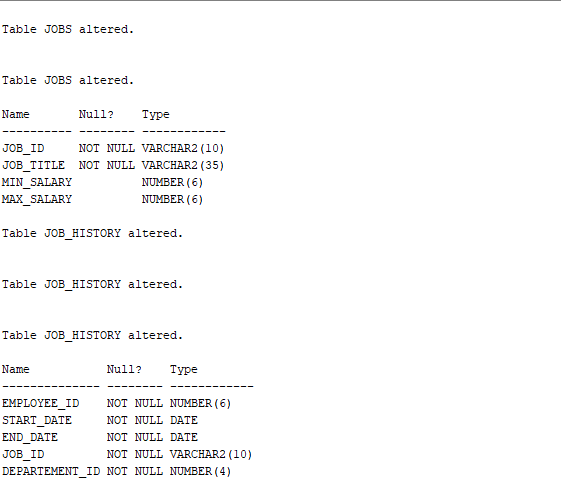 Table JOBS altered.
Table JOBS altered.
Name       Null?    Type
---------- -------- ------------
JOB_ID     NOT NULL VARCHAR2(10)
JOB_TITLE  NOT NULL VARCHAR2(35)
MIN_SALARY          NUMBER(6)
MAX_SALARY          NUMBER(6)
Table JOB_HISTORY altered.
Table JOB_HISTORY altered.
Table JOB_HISTORY altered.
Name           Null?    Type
-------------- -------- ------------
EMPLOYEE_ID    NOT NULL NUMBER(6)
START_DATE     NOT NULL DATE
END_DATE       NOT NULL DATE
JOB_ID         NOT NULL VARCHAR2(10)
DEPARTEMENT_ID NOT NULL NUMBER(4)